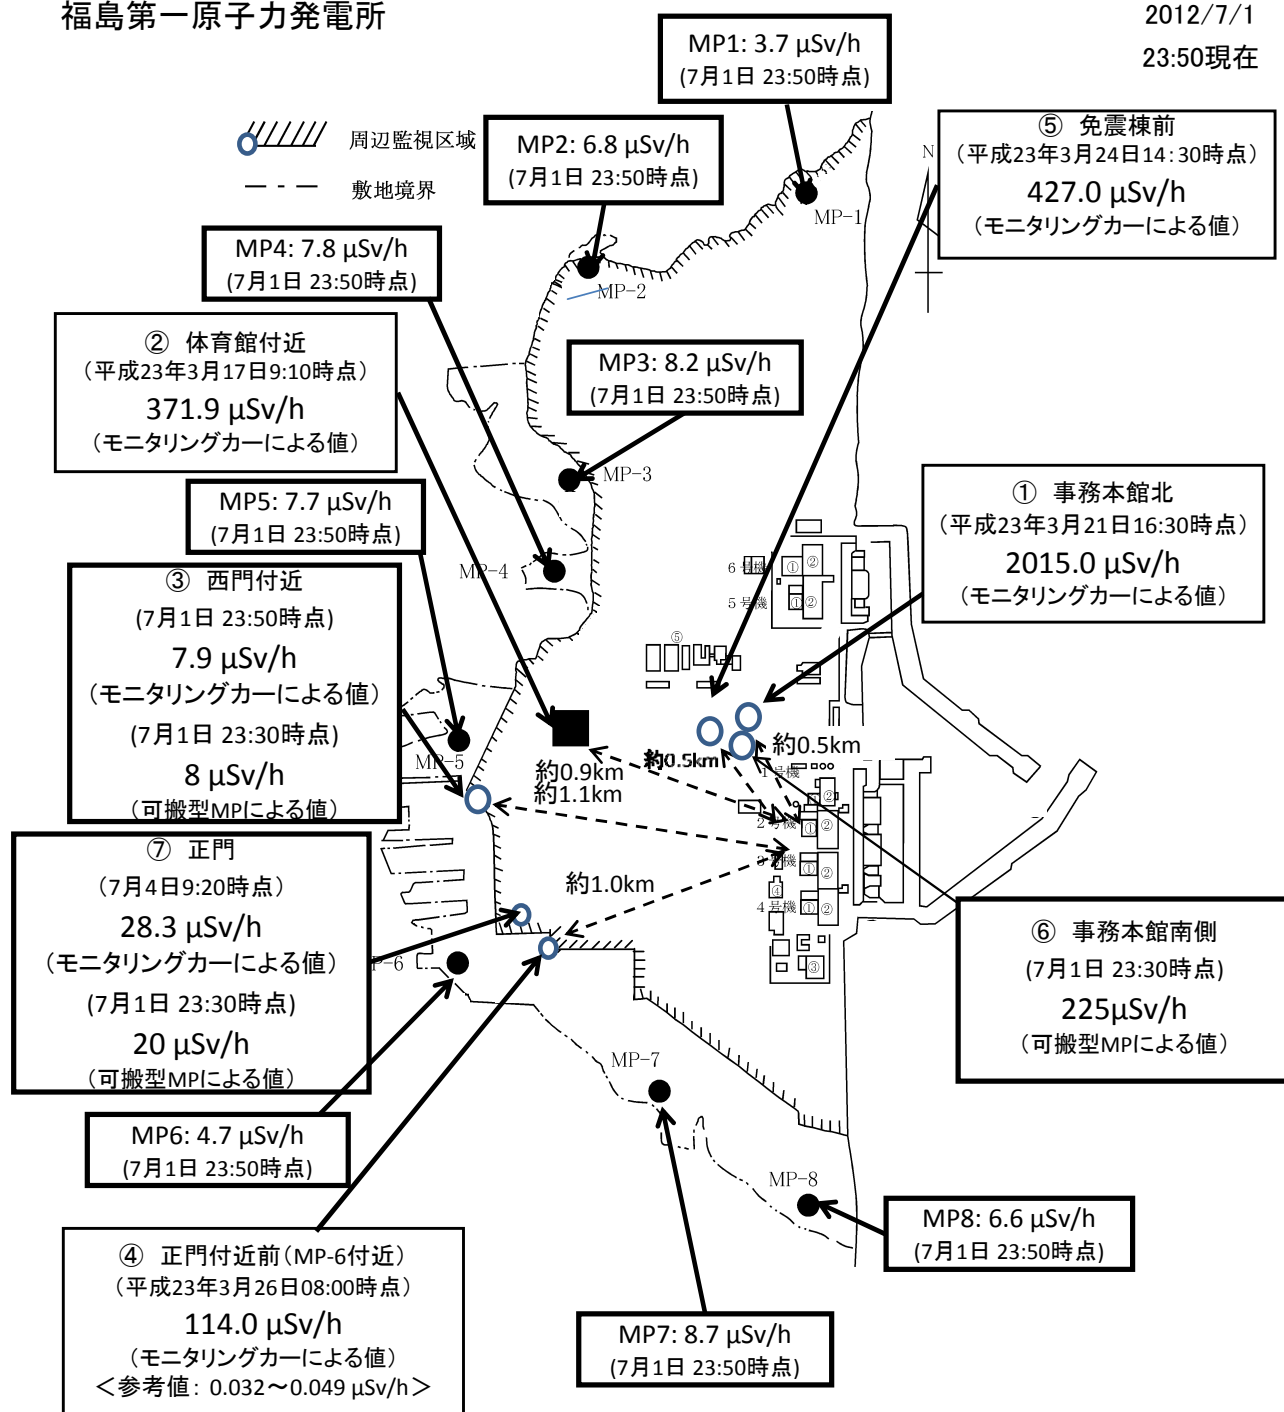 福島第一原子力発電所
2012/7/1
23:50現在
MP1: 3.7 μSv/h
(7月1日 23:50時点)
周辺監視区域
敷地境界
MP2: 6.8 μSv/h
(7月1日 23:50時点)
⑤ 免震棟前
(平成23年3月24日14:30時点)
427.0 μSv/h
(モニタリングカーによる値)
N
MP-1
MP4: 7.8 μSv/h
(7月1日 23:50時点)
MP-2
② 体育館付近
(平成23年3月17日9:10時点)
371.9 μSv/h
(モニタリングカーによる値)
MP3: 8.2 μSv/h
(7月1日 23:50時点)
MP-3
MP5: 7.7 μSv/h
(7月1日 23:50時点)
① 事務本館北
(平成23年3月21日16:30時点)
2015.0 μSv/h
(モニタリングカーによる値)
MP-4
6号機
① ②
5号機
① ②
③ 西門付近
(7月1日 23:50時点)
7.9 μSv/h
(モニタリングカーによる値)
(7月1日 23:30時点)
8 μSv/h
(可搬型MPによる値)
⑤
MP-5
約0.9km
約1.1km
約0.5km
約0.5km
1号機
②
2号機
① ②
3号機
① ②
④
4号機
① ②
③
約1.0km
⑦ 正門
(7月4日9:20時点)
28.3 μSv/h
(モニタリングカーによる値)
(7月1日 23:30時点)
20 μSv/h
(可搬型MPによる値)
P-6
⑥ 事務本館南側
(7月1日 23:30時点)
225μSv/h
(可搬型MPによる値)
MP-7
MP6: 4.7 μSv/h
(7月1日 23:50時点)
MP-8
MP8: 6.6 μSv/h
(7月1日 23:50時点)
④ 正門付近前(MP-6付近)
(平成23年3月26日08:00時点)
114.0 μSv/h
(モニタリングカーによる値)
<参考値: 0.032~0.049 μSv/h>
MP7: 8.7 μSv/h
(7月1日 23:50時点)